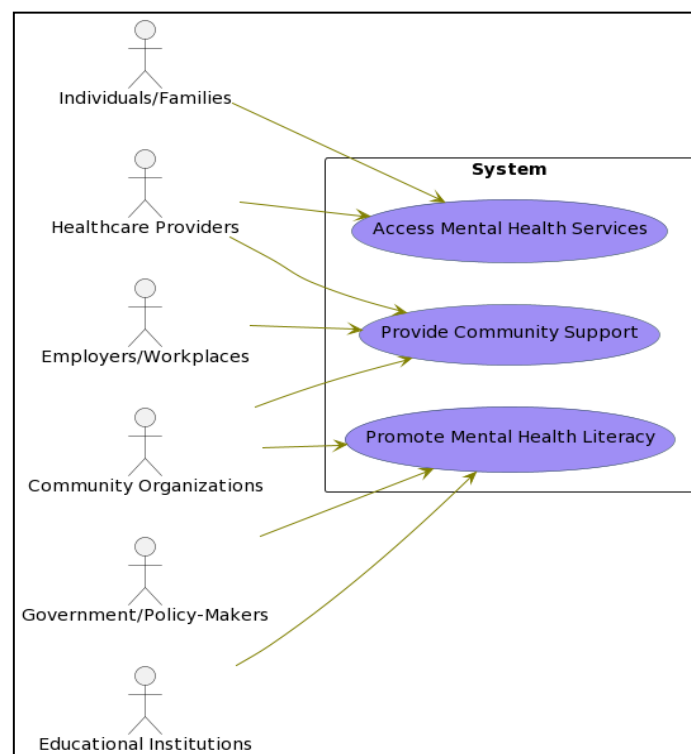 Individuals/Families
System
Healthcare Providers
Access Mental Health Services
Employers/Workplaces
Provide Community Support
Community Organizations
Promote Mental Health Literacy
Government/Policy-Makers
Educational Institutions